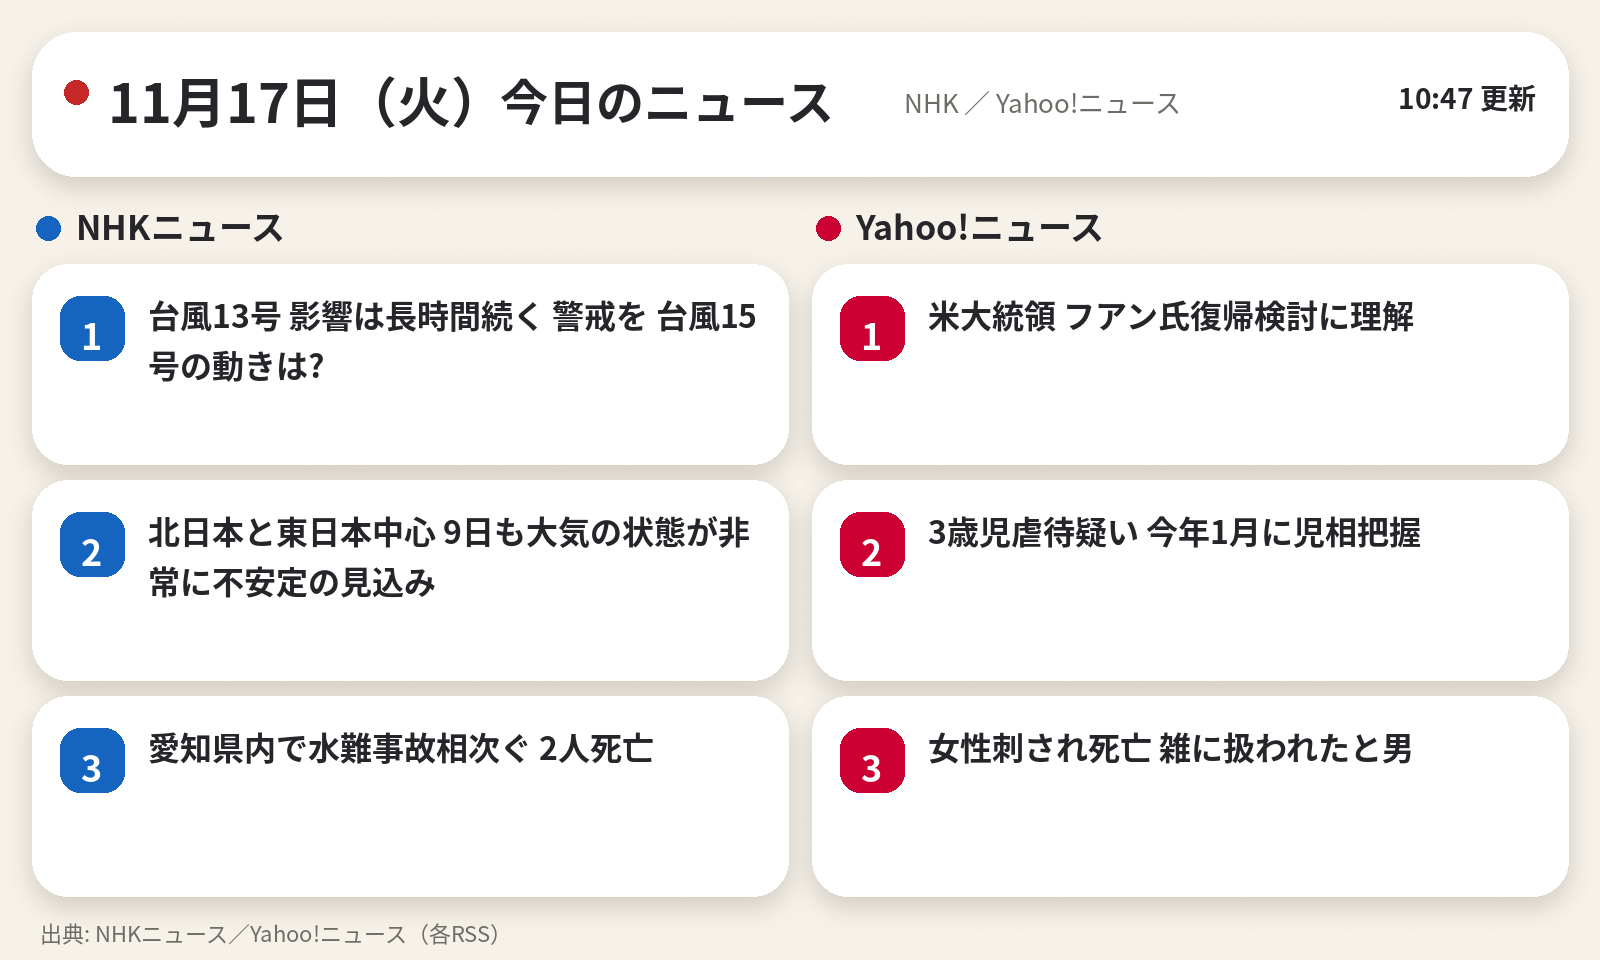 11月17日（火）今日のニュース
NHK ／ Yahoo!ニュース
10:47 更新
NHKニュース
1
台風13号 影響は長時間続く 警戒を 台風15
号の動きは?
2
北日本と東日本中心 9日も大気の状態が非
常に不安定の見込み
3
愛知県内で水難事故相次ぐ 2人死亡
Yahoo!ニュース
1
米大統領 フアン氏復帰検討に理解
2
3歳児虐待疑い 今年1月に児相把握
3
女性刺され死亡 雑に扱われたと男
出典: NHKニュース／Yahoo!ニュース（各RSS）